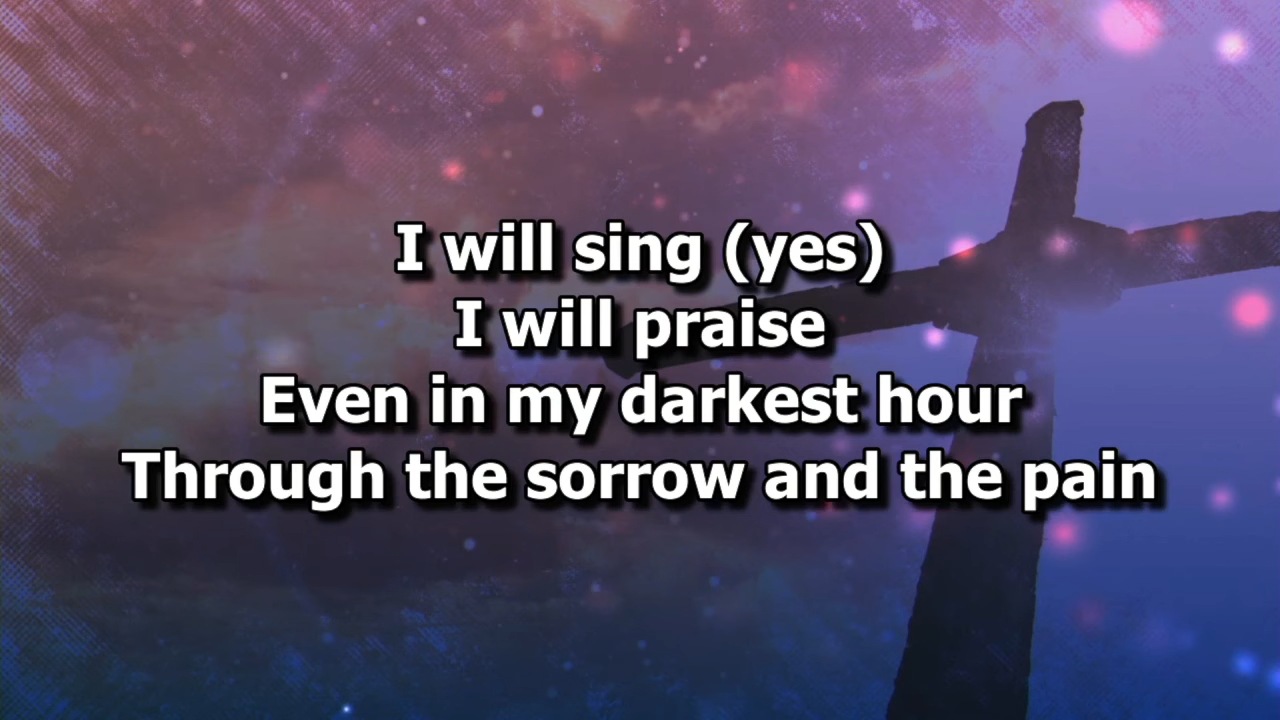 I will sing (yes)
I will praise
Even in my darkest hour
Through the sorrow and the pain